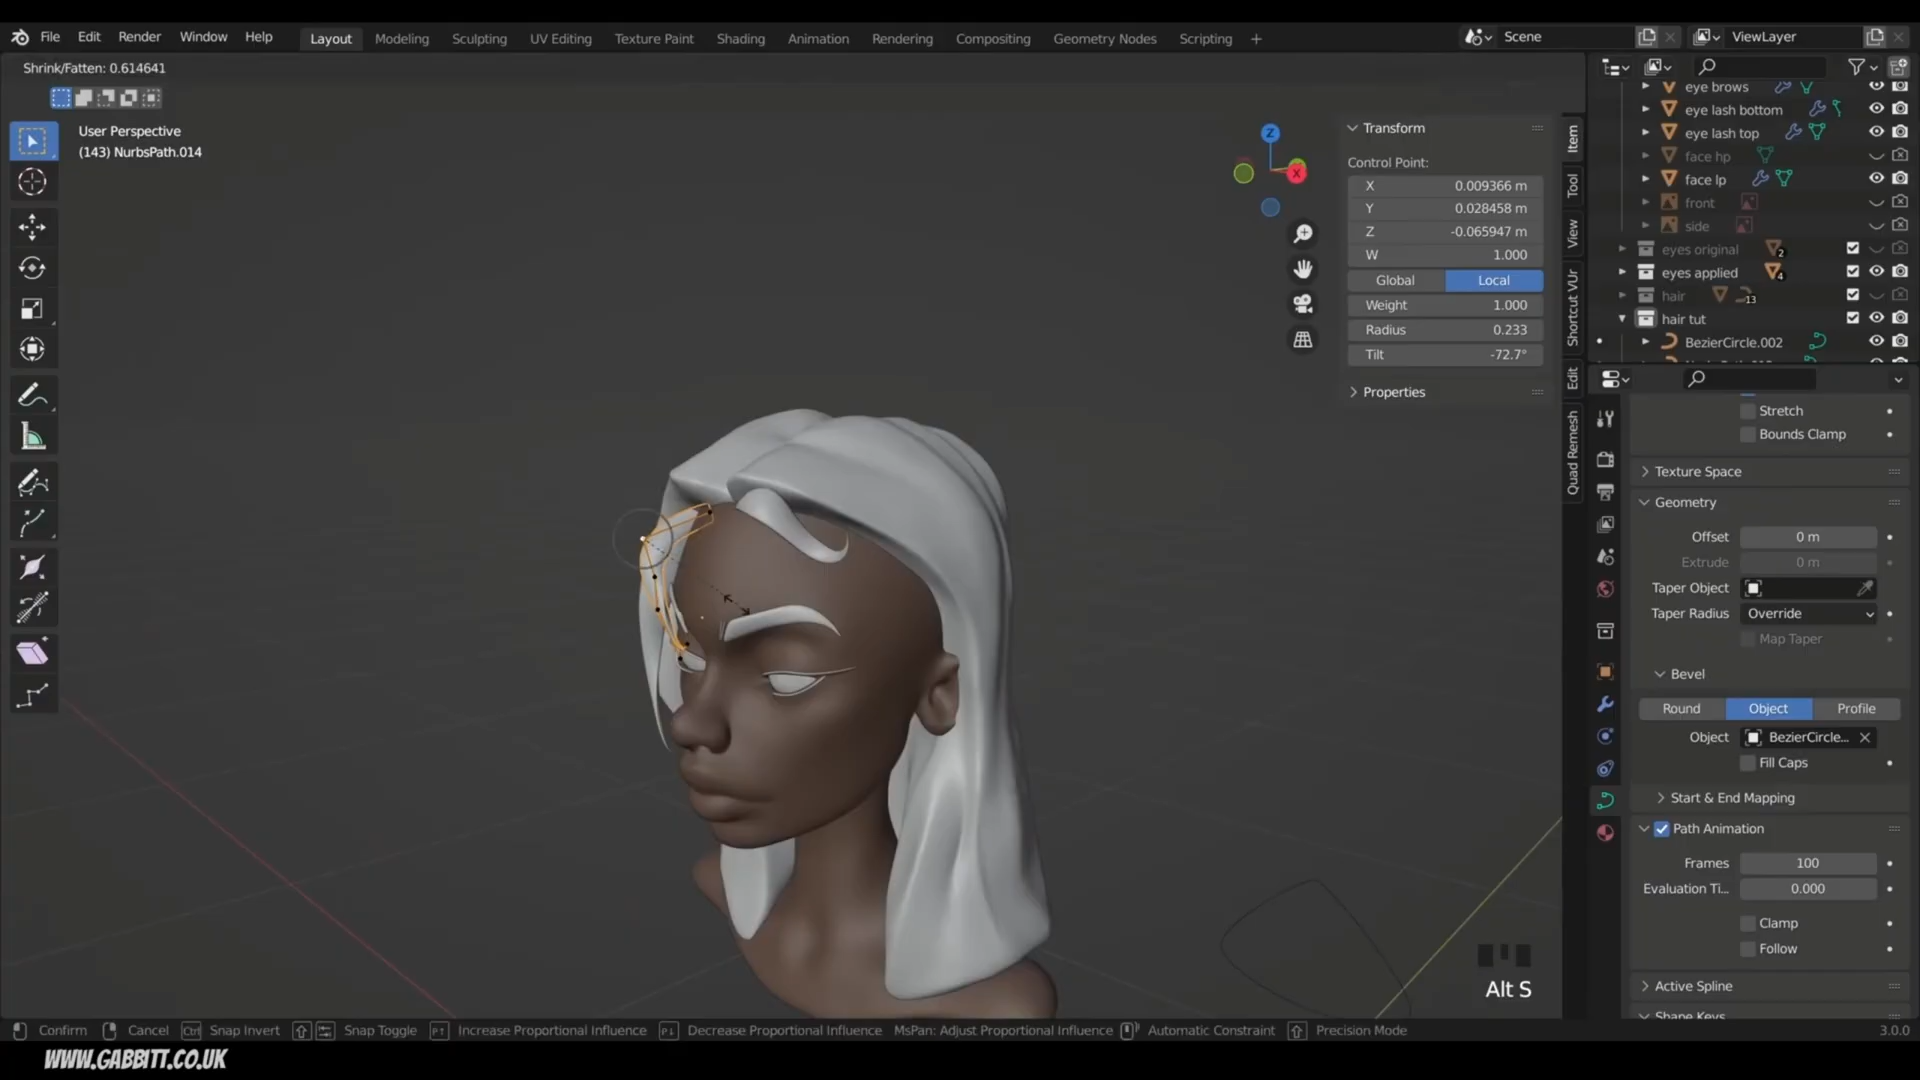 File Edit Render Window Help Layout Modeling Sculpting UV Editing Texture Paint Shading Animation Rendering Compositing Geometry Nodes Scripting + Scene ViewLayer
Shrink/Fatten: 0.614641
User Perspective
(143) NurbsPath.014
Z
X
Transform
Control Point:
X 0.009366 m
Y 0.028458 m
Z -0.065947 m
W 1.000
Global Local
Weight 1.000
Radius 0.233
Tilt -72.7°
Properties
Item
Tool
View
Shortcut VUr
Edit
Quad Remesh
eye brows
eye lash bottom
eye lash top
face hp
face lp
front
side
eyes original 2
eyes applied 4
hair 13
hair tut
BezierCircle.002
Stretch
Bounds Clamp
Texture Space
Geometry
Offset 0 m
Extrude 0 m
Taper Object
Taper Radius Override
Map Taper
Bevel
Round Object Profile
Object BezierCircle...
Fill Caps
Start & End Mapping
Path Animation
Frames 100
Evaluation Ti... 0.000
Clamp
Follow
Active Spline
Shape Keys
Alt S
Confirm Cancel Ctrl Snap Invert Snap Toggle Increase Proportional Influence Decrease Proportional Influence MsPan: Adjust Proportional Influence Automatic Constraint Precision Mode 3.0.0
WWW.GABBITT.CO.UK